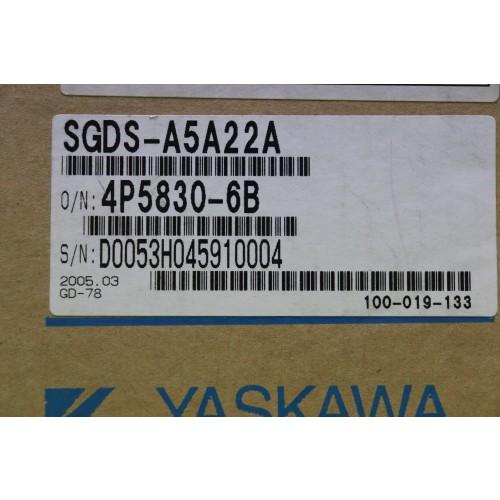 SGDS-A5A22A
O/N: 4P5830-6B
S/N: D0053H045910004
2005.03
GD-78
100-019-133
YASKAWA